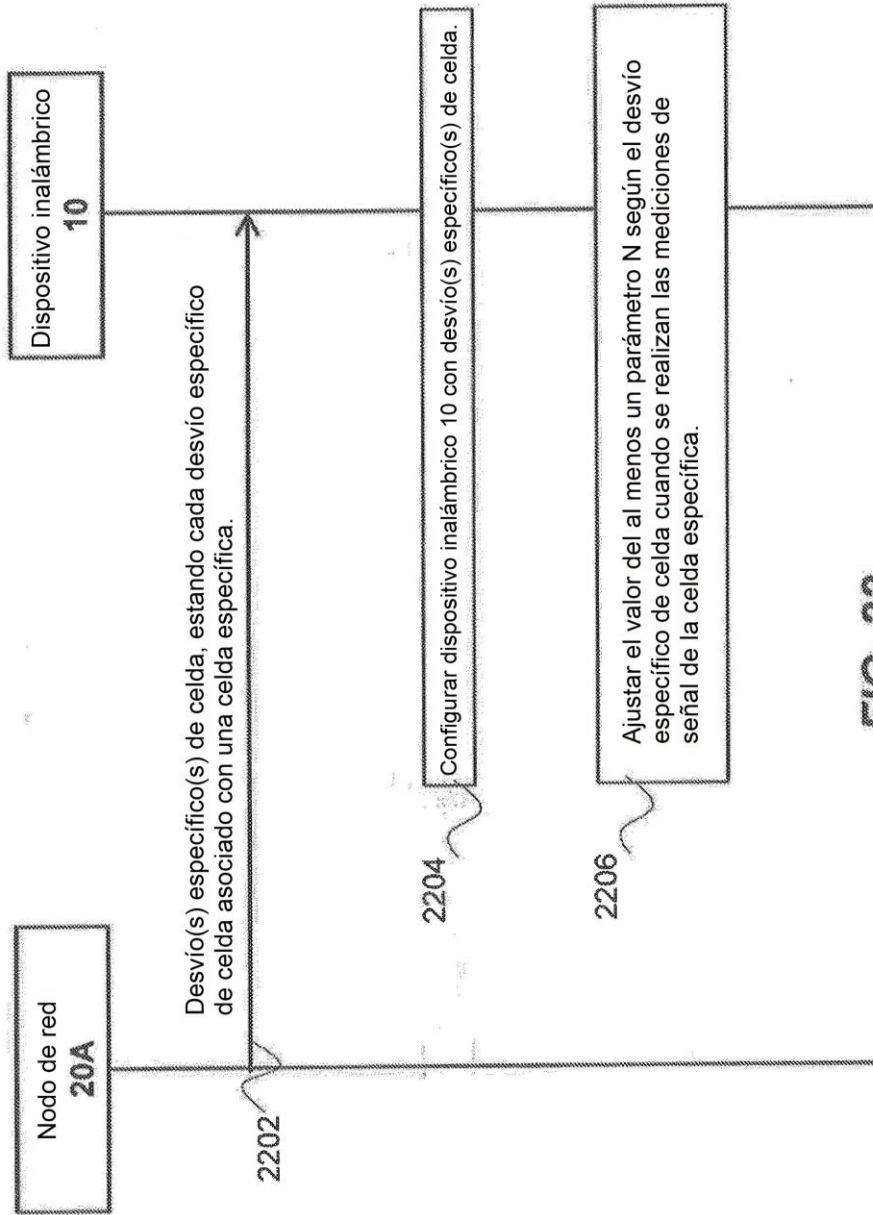 Nodo de red
20A
Dispositivo inalámbrico
10
Desvío(s) específico(s) de celda, estando cada desvío específico
de celda asociado con una celda específica.
2202
Configurar dispositivo inalámbrico 10 con desvío(s) específico(s) de celda.
2204
Ajustar el valor del al menos un parámetro N según el desvío
específico de celda cuando se realizan las mediciones de
señal de la celda específica.
2206